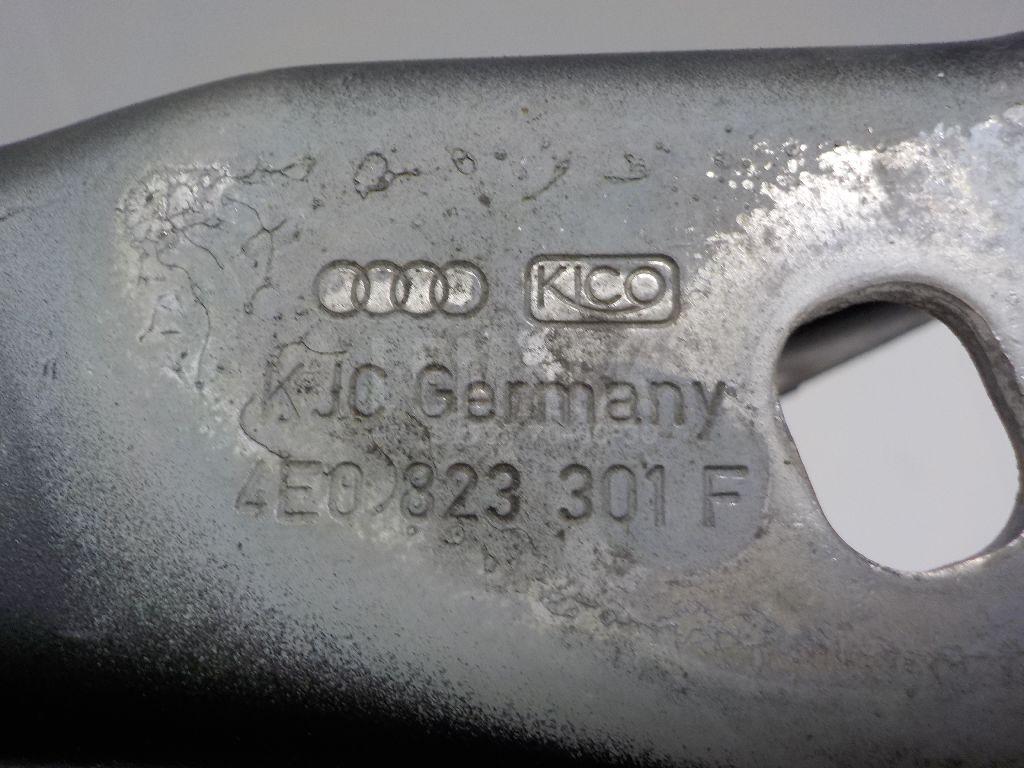 KICO
KJC Germany
4E0 823 301 F